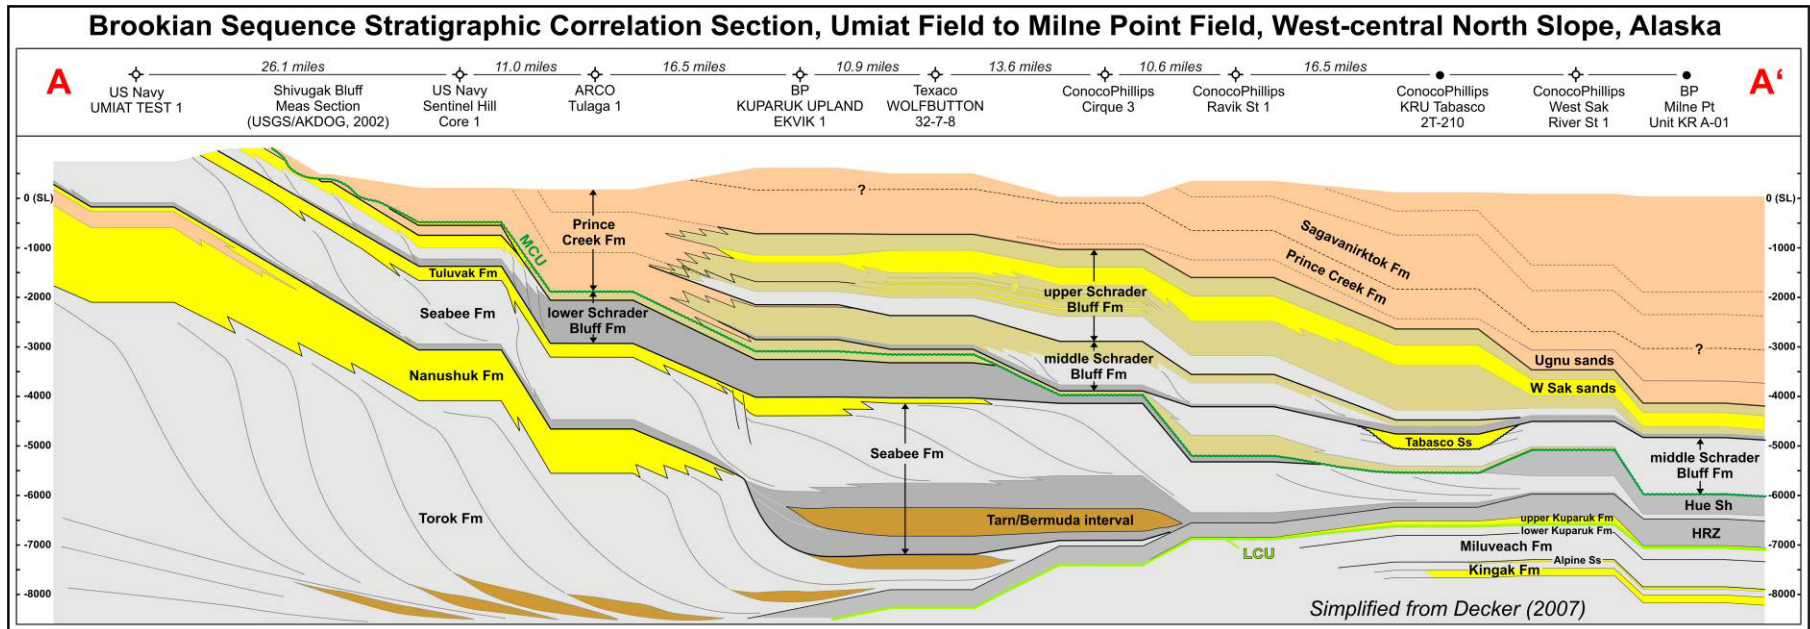 Brookian Sequence Stratigraphic Correlation Section, Umiat Field to Milne Point Field, West-central North Slope, Alaska
A
26.1 miles
11.0 miles
16.5 miles
10.9 miles
13.6 miles
10.6 miles
16.5 miles
A‘
US Navy
UMIAT TEST 1
Shivugak Bluff
Meas Section
(USGS/AKDOG, 2002)
US Navy
Sentinel Hill
Core 1
ARCO
Tulaga 1
BP
KUPARUK UPLAND
EKVIK 1
Texaco
WOLFBUTTON
32-7-8
ConocoPhillips
Cirque 3
ConocoPhillips
Ravik St 1
ConocoPhillips
KRU Tabasco
2T-210
ConocoPhillips
West Sak
River St 1
BP
Milne Pt
Unit KR A-01
0 (SL)
-1000
-2000
-3000
-4000
-5000
-6000
-7000
-8000
0 (SL)
-1000
-2000
-3000
-4000
-5000
-6000
-7000
-8000
?
Prince
Creek Fm
MCU
Sagavanirktok Fm
Prince Creek Fm
Tuluvak Fm
Seabee Fm
lower Schrader
Bluff Fm
upper Schrader
Bluff Fm
middle Schrader
Bluff Fm
?
Ugnu sands
W Sak sands
Nanushuk Fm
Tabasco Ss
Seabee Fm
middle Schrader
Bluff Fm
Hue Sh
Torok Fm
Tarn/Bermuda interval
upper Kuparuk Fm
lower Kuparuk Fm
HRZ
LCU
Miluveach Fm
Alpine Ss
Kingak Fm
Simplified from Decker (2007)